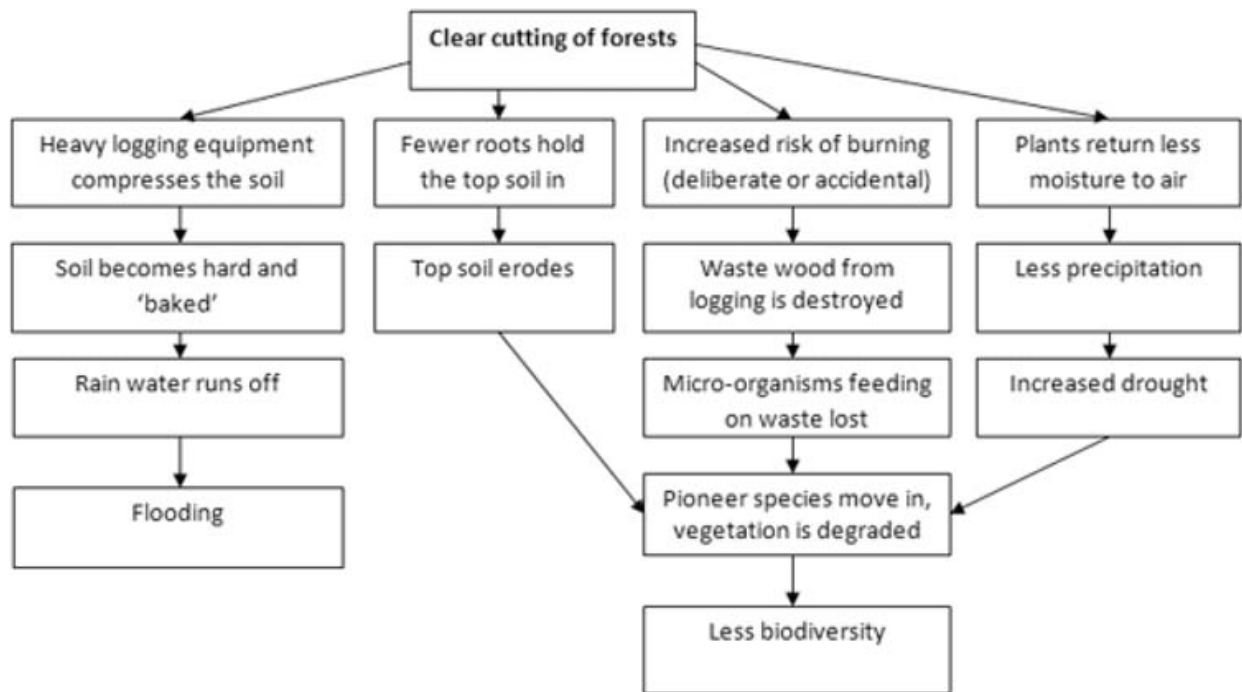 Clear cutting of forests
Heavy logging equipment
compresses the soil
Fewer roots hold
the top soil in
Increased risk of burning
(deliberate or accidental)
Plants return less
moisture to air
Soil becomes hard and
‘baked’
Top soil erodes
Waste wood from
logging is destroyed
Less precipitation
Rain water runs off
Micro-organisms feeding
on waste lost
Increased drought
Flooding
Pioneer species move in,
vegetation is degraded
Less biodiversity